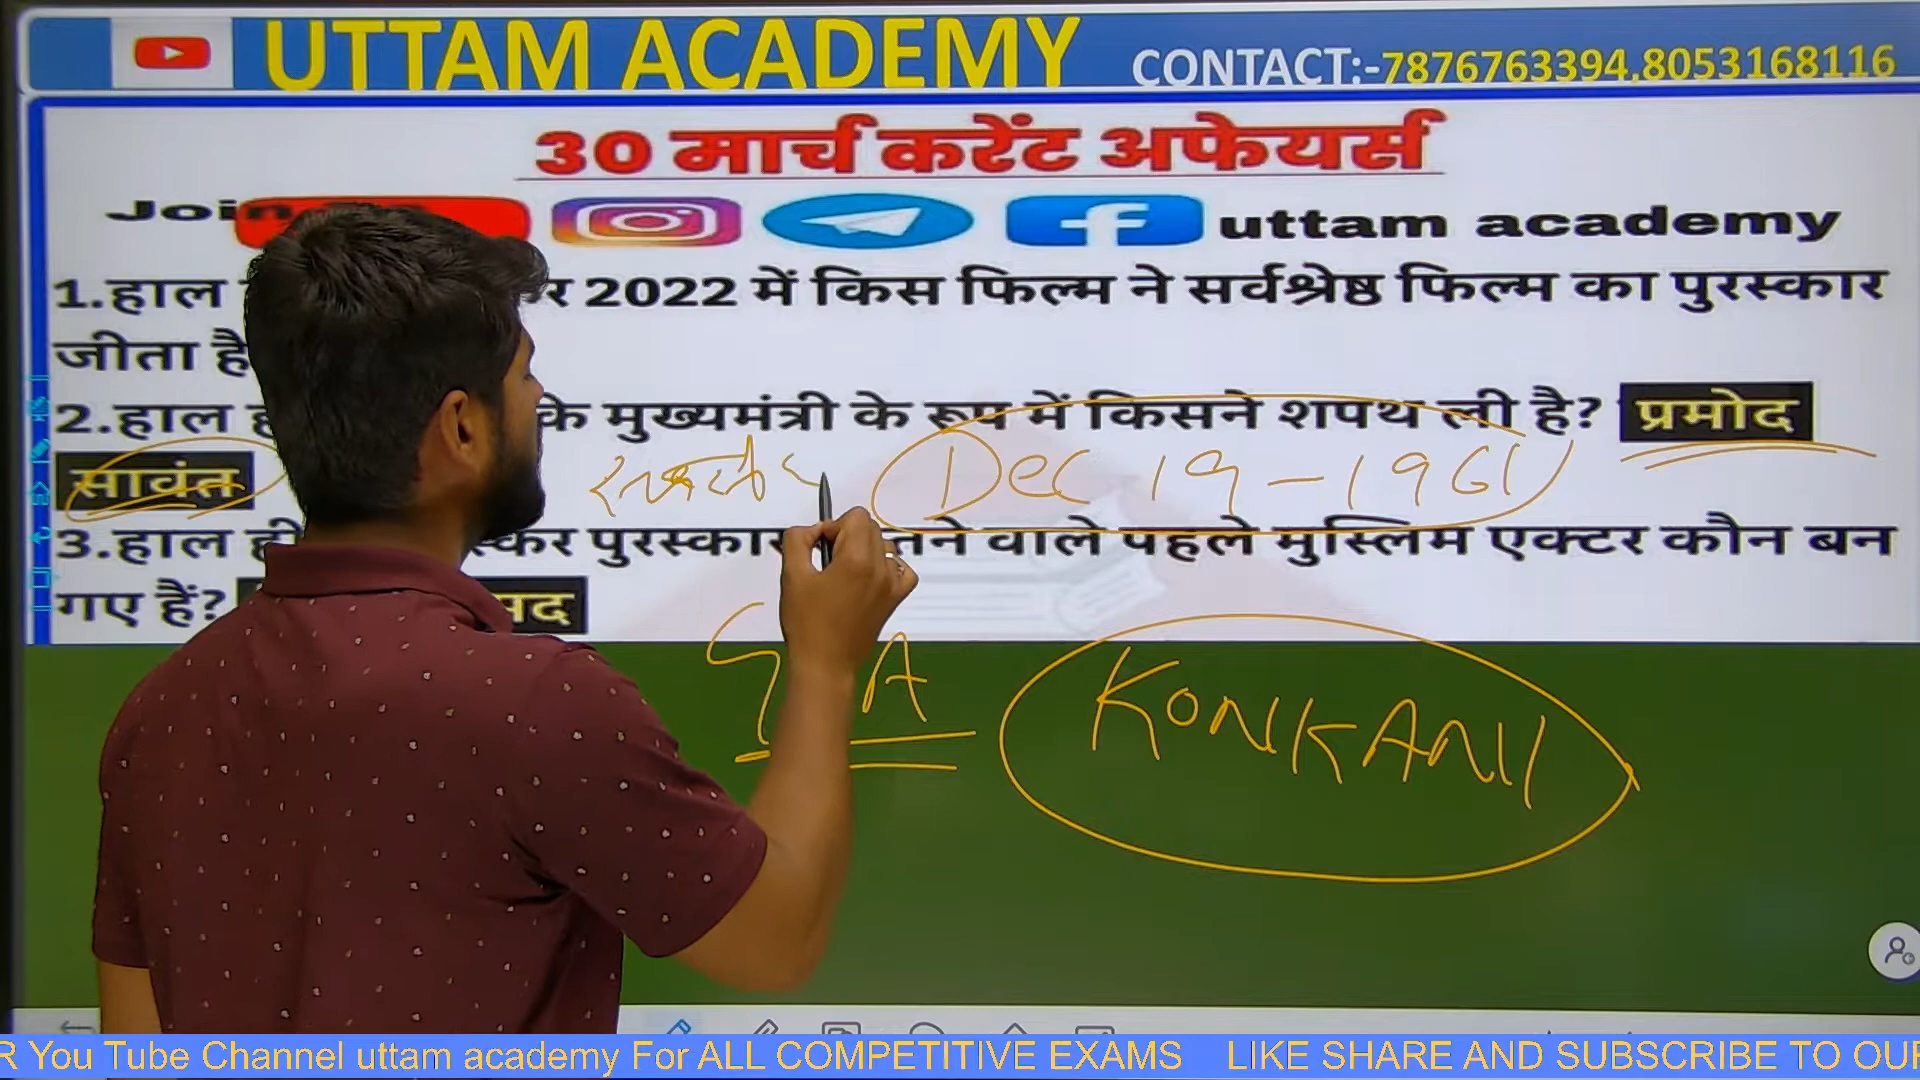 UTTAM ACADEMY CONTACT:-7876763394,8053168116
30 मार्च करेंट अफेयर्स
Join uttam academy
1.हाल र 2022 में किस फिल्म ने सर्वश्रेष्ठ फिल्म का पुरस्कार
जीता है
2.हाल ह के मुख्यमंत्री के रूप में किसने शपथ ली है? प्रमोद
सावंत Dec 19-1961
3.हाल ही स्कर पुरस्कार तने वाले पहले मुस्लिम एक्टर कौन बन
गए हैं? मद
A KONKANI
R You Tube Channel uttam academy For ALL COMPETITIVE EXAMS LIKE SHARE AND SUBSCRIBE TO OUR